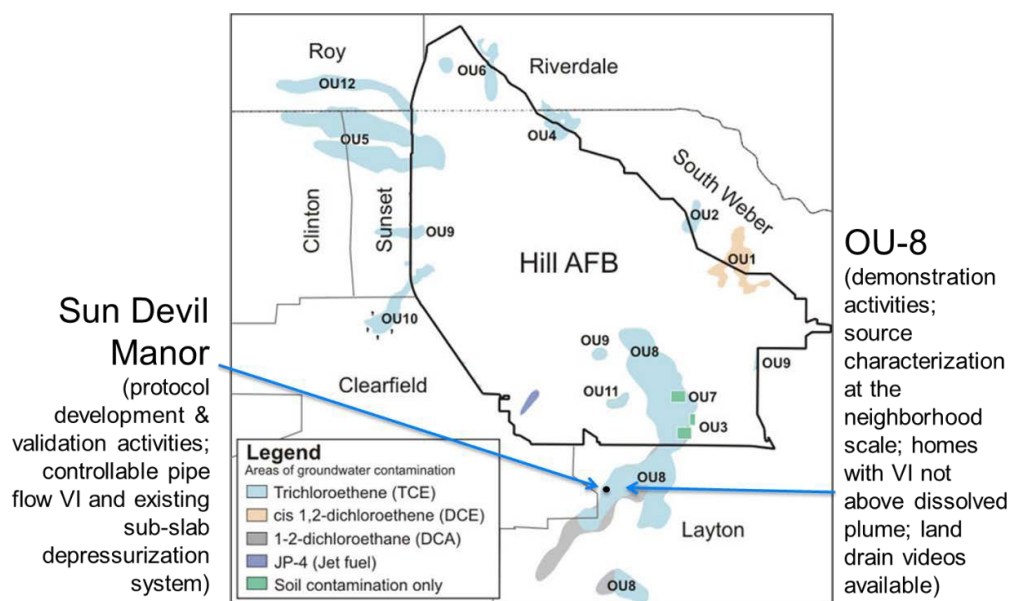 Roy
OU12
OU6
Riverdale
OU5
OU4
South Weber
Clinton
Sunset
OU2
OU9
OU1
Hill AFB
OU10
OU9
OU8
OU9
Clearfield
OU11
OU7
OU3
OU8
Layton
OU8
Sun Devil
Manor
(protocol
development &
validation activities;
controllable pipe
flow VI and existing
sub-slab
depressurization
system)
Legend
Areas of groundwater contamination
Trichloroethene (TCE)
cis 1,2-dichloroethene (DCE)
1-2-dichloroethane (DCA)
JP-4 (Jet fuel)
Soil contamination only
OU-8
(demonstration
activities;
source
characterization
at the
neighborhood
scale; homes
with VI not
above dissolved
plume; land
drain videos
available)